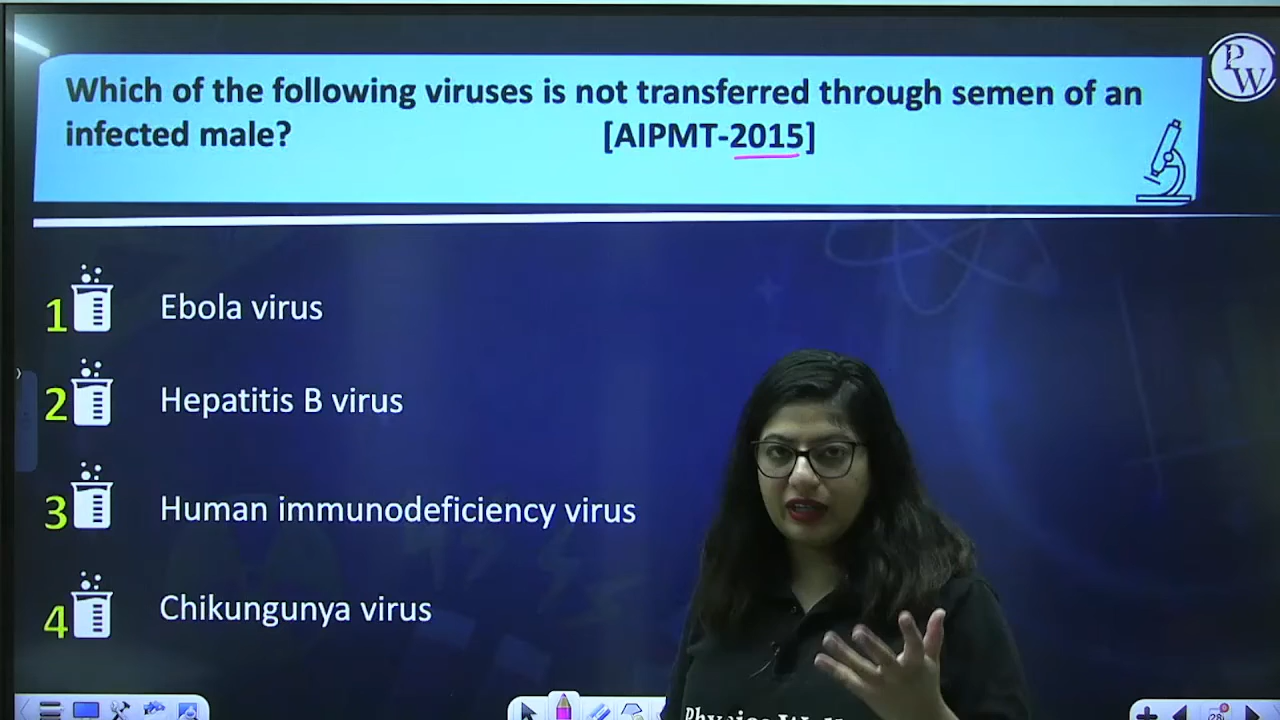 Which of the following viruses is not transferred through semen of an
infected male? [AIPMT-2015]
PW
1 Ebola virus
2 Hepatitis B virus
3 Human immunodeficiency virus
4 Chikungunya virus